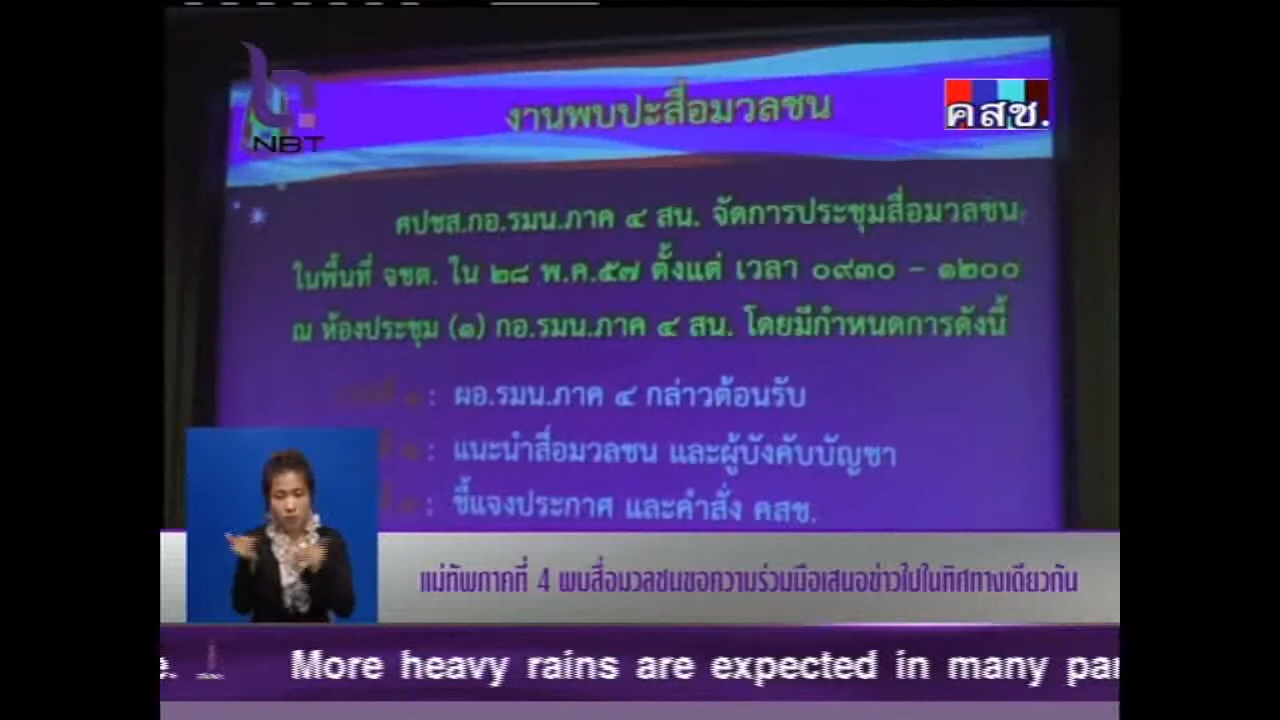 งานพบปะสื่อมวลชน
คสช.
NBT
ศปชส.กอ.รมน.ภาค ๔ สน. จัดการประชุมสื่อมวลชน
ในพื้นที่ จชต. ใน ๒๘ พ.ค.๕๗ ตั้งแต่ เวลา ๐๙๓๐ – ๑๒๐๐
ณ ห้องประชุม (๑) กอ.รมน.ภาค ๔ สน. โดยมีกำหนดการดังนี้
: ผอ.รมน.ภาค ๔ กล่าวต้อนรับ
: แนะนำสื่อมวลชน และผู้บังคับบัญชา
: ชี้แจงประกาศ และคำสั่ง คสช.
แม่ทัพภาคที่ 4 พบสื่อมวลชนขอความร่วมมือเสนอข่าวไปในทิศทางเดียวกัน
e. More heavy rains are expected in many par